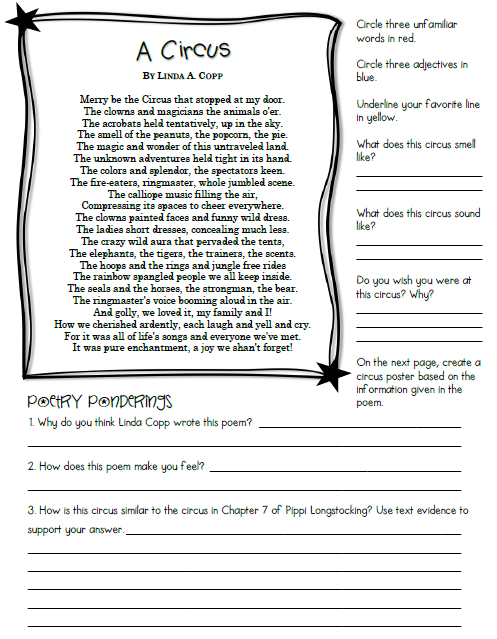 A Circus
By Linda A. Copp
Merry be the Circus that stopped at my door.
The clowns and magicians the animals o'er.
The acrobats held tentatively, up in the sky.
The smell of the peanuts, the popcorn, the pie.
The magic and wonder of this untraveled land.
The unknown adventures held tight in its hand.
The colors and splendor, the spectators keen.
The fire-eaters, ringmaster, whole jumbled scene.
The calliope music filling the air,
Compressing its spaces to cheer everywhere.
The clowns painted faces and funny wild dress.
The ladies short dresses, concealing much less.
The crazy wild aura that pervaded the tents,
The elephants, the tigers, the trainers, the scents.
The hoops and the rings and jungle free rides
The rainbow spangled people we all keep inside.
The seals and the horses, the strongman, the bear.
The ringmaster's voice booming aloud in the air.
And golly, we loved it, my family and I!
How we cherished ardently, each laugh and yell and cry.
For it was all of life's songs and everyone we've met.
It was pure enchantment, a joy we shan't forget!
Circle three unfamiliar
words in red.
Circle three adjectives in
blue.
Underline your favorite line
in yellow.
What does this circus smell
like?
What does this circus sound
like?
Do you wish you were at
this circus? Why?
On the next page, create a
circus poster based on the
information given in the
poem.
Poetry Ponderings
1. Why do you think Linda Copp wrote this poem?
2. How does this poem make you feel?
3. How is this circus similar to the circus in Chapter 7 of Pippi Longstocking? Use text evidence to
support your answer.